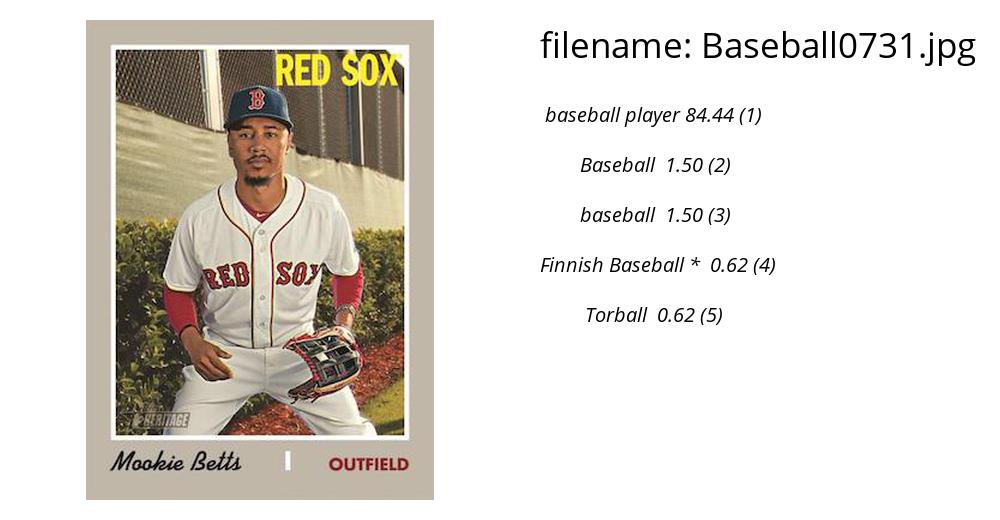 RED SOX
B
RED SOX
HERITAGE
Mookie Betts
OUTFIELD
filename: Baseball0731.jpg
baseball player 84.44 (1)
Baseball 1.50 (2)
baseball 1.50 (3)
Finnish Baseball * 0.62 (4)
Torball 0.62 (5)